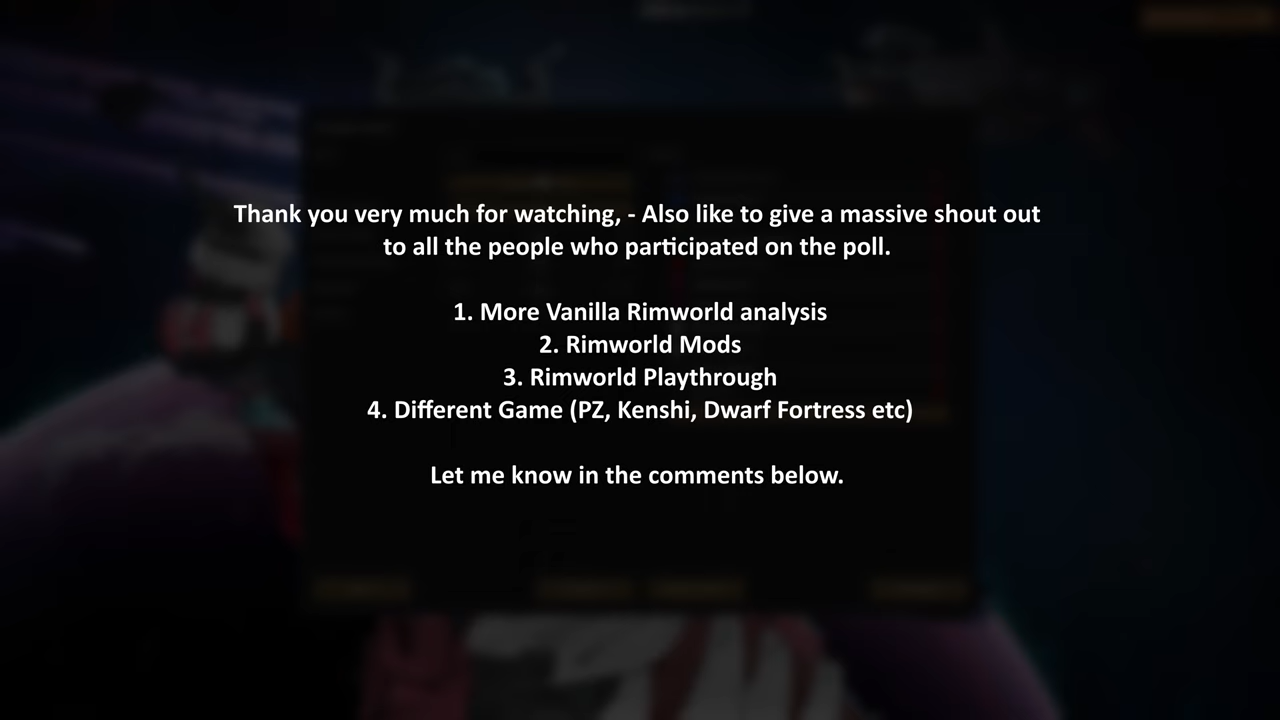 Thank you very much for watching, - Also like to give a massive shout out
to all the people who participated on the poll.
1. More Vanilla Rimworld analysis
2. Rimworld Mods
3. Rimworld Playthrough
4. Different Game (PZ, Kenshi, Dwarf Fortress etc)
Let me know in the comments below.